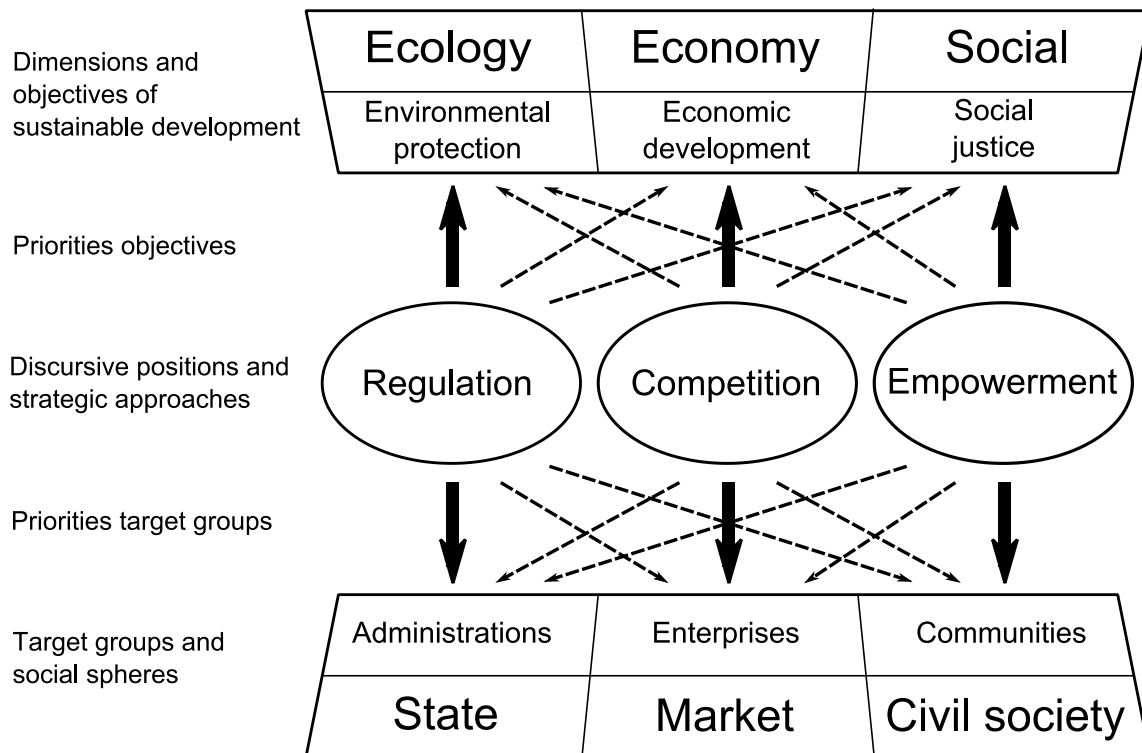 Dimensions and
objectives of
sustainable development
Ecology
Economy
Social
Environmental
protection
Economic
development
Social
justice
Priorities objectives
Discursive positions and
strategic approaches
Regulation
Competition
Empowerment
Priorities target groups
Target groups and
social spheres
Administrations
Enterprises
Communities
State
Market
Civil society